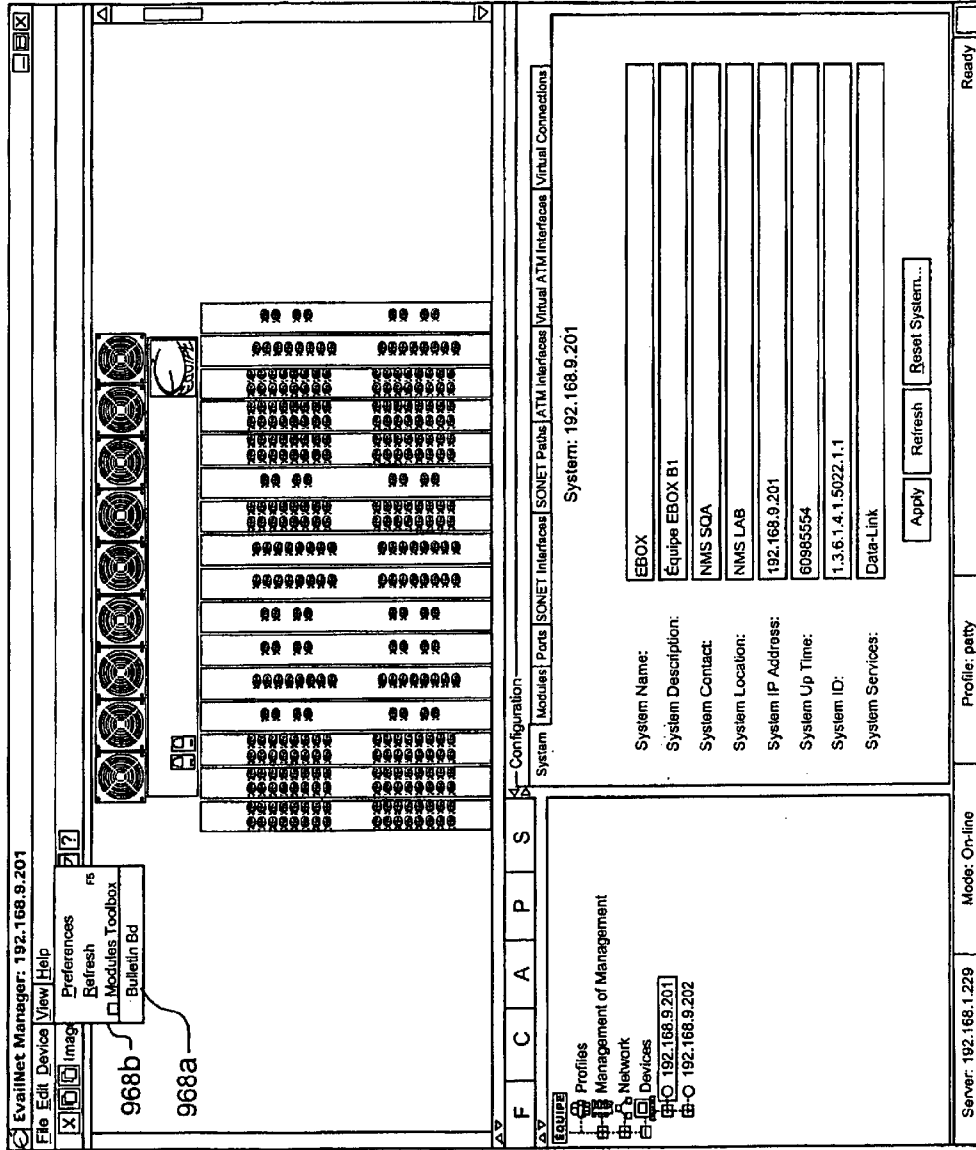 EvailNet Manager: 192.168.9.201
File Edit Device View Help
Image
Preferences
Refresh F5
Modules Toolbox
Bulletin Bd
968b
968a
ÉQUIPE
F C A P S
ÉQUIPE
Profiles
Management of Management
Network
Devices
192.168.9.201
192.168.9.202
Configuration
System Modules Ports SONET Interfaces SONET Paths ATM Interfaces Virtual ATM Interfaces Virtual Connections
System: 192.168.9.201
System Name: EBOX
System Description: Équipe EBOX B1
System Contact: NMS SQA
System Location: NMS LAB
System IP Address: 192.168.9.201
System Up Time: 60985554
System ID: 1.3.6.1.4.1.5022.1.1
System Services: Data-Link
Apply Refresh Reset System...
Server: 192.168.1.229 Mode: On-line Profile: patty Ready